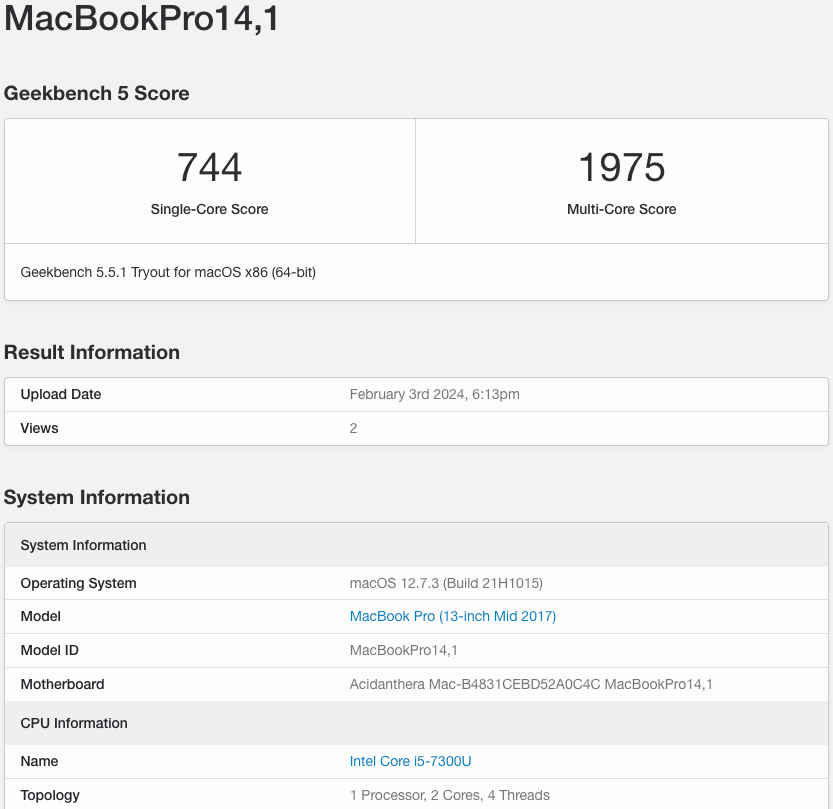 MacBookPro14,1
Geekbench 5 Score
744
Single-Core Score
1975
Multi-Core Score
Geekbench 5.5.1 Tryout for macOS x86 (64-bit)
Result Information
Upload Date February 3rd 2024, 6:13pm
Views 2
System Information
System Information
Operating System macOS 12.7.3 (Build 21H1015)
Model MacBook Pro (13-inch Mid 2017)
Model ID MacBookPro14,1
Motherboard Acidanthera Mac-B4831CEBD52A0C4C MacBookPro14,1
CPU Information
Name Intel Core i5-7300U
Topology 1 Processor, 2 Cores, 4 Threads